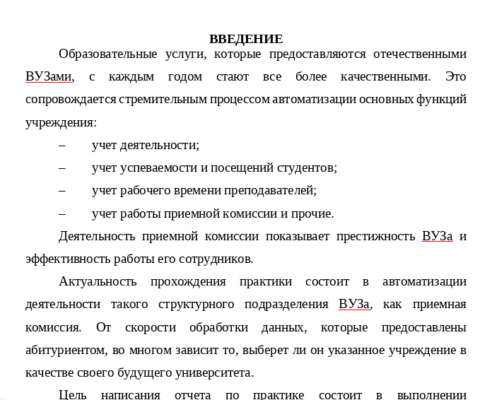 ВВЕДЕНИЕ
Образовательные услуги, которые предоставляются отечественными
ВУЗами, с каждым годом стают все более качественными. Это
сопровождается стремительным процессом автоматизации основных функций
учреждения:
– учет деятельности;
– учет успеваемости и посещений студентов;
– учет рабочего времени преподавателей;
– учет работы приемной комиссии и прочие.
Деятельность приемной комиссии показывает престижность ВУЗа и
эффективность работы его сотрудников.
Актуальность прохождения практики состоит в автоматизации
деятельности такого структурного подразделения ВУЗа, как приемная
комиссия. От скорости обработки данных, которые предоставлены
абитуриентом, во многом зависит то, выберет ли он указанное учреждение в
качестве своего будущего университета.
Цель написания отчета по практике состоит в выполнении